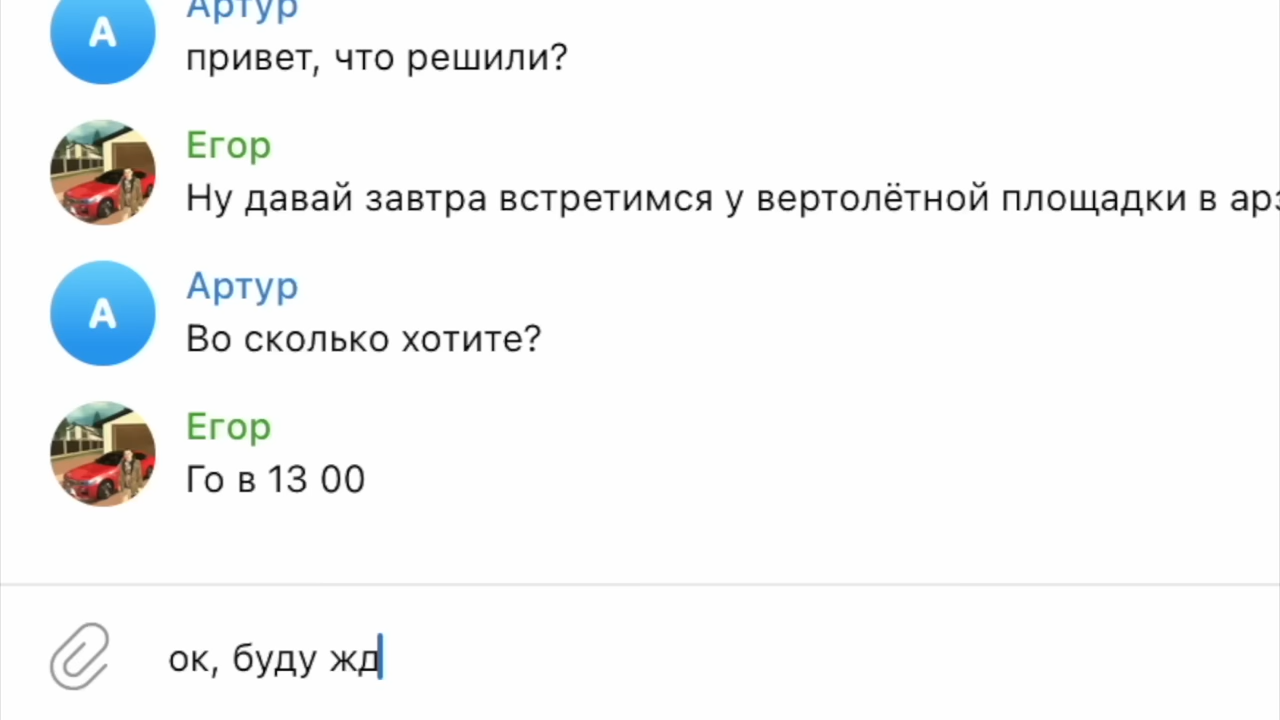 Артур
А
привет, что решили?
Егор
Ну давай завтра встретимся у вертолётной площадки в
Артур
А
Во сколько хотите?
Егор
Го в 13 00
ок, буду жд